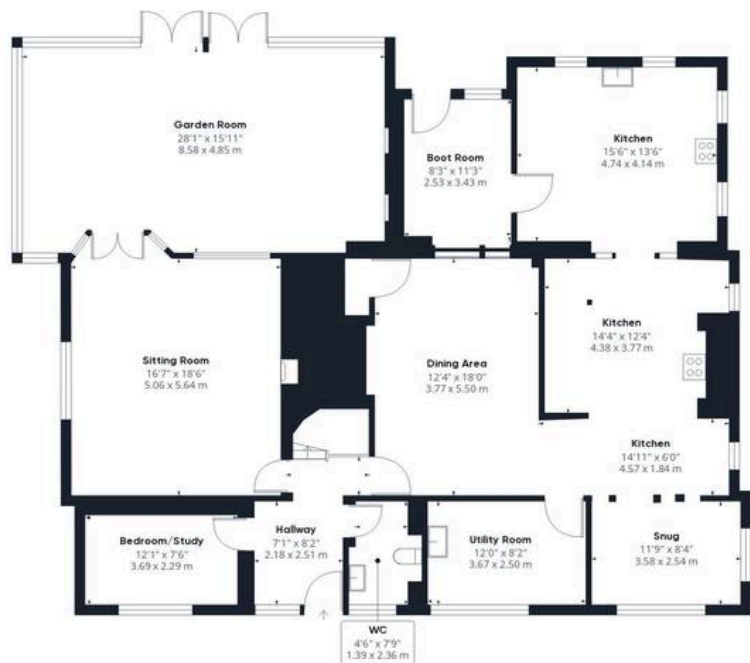 Garden Room
28'1" x 15'11"
8.58 x 4.85 m
Boot Room
8'3" x 11'3"
2.53 x 3.43 m
Kitchen
15'6" x 13'6"
4.74 x 4.14 m
Sitting Room
16'7" x 18'6"
5.06 x 5.64 m
Dining Area
12'4" x 18'0"
3.77 x 5.50 m
Kitchen
14'4" x 12'4"
4.38 x 3.77 m
Kitchen
14'11" x 6'0"
4.57 x 1.84 m
Bedroom/Study
12'1" x 7'6"
3.69 x 2.29 m
Hallway
7'1" x 8'2"
2.18 x 2.51 m
Utility Room
12'0" x 8'2"
3.67 x 2.50 m
Snug
11'9" x 8'4"
3.58 x 2.54 m
WC
4'6" x 7'9"
1.39 x 2.36 m